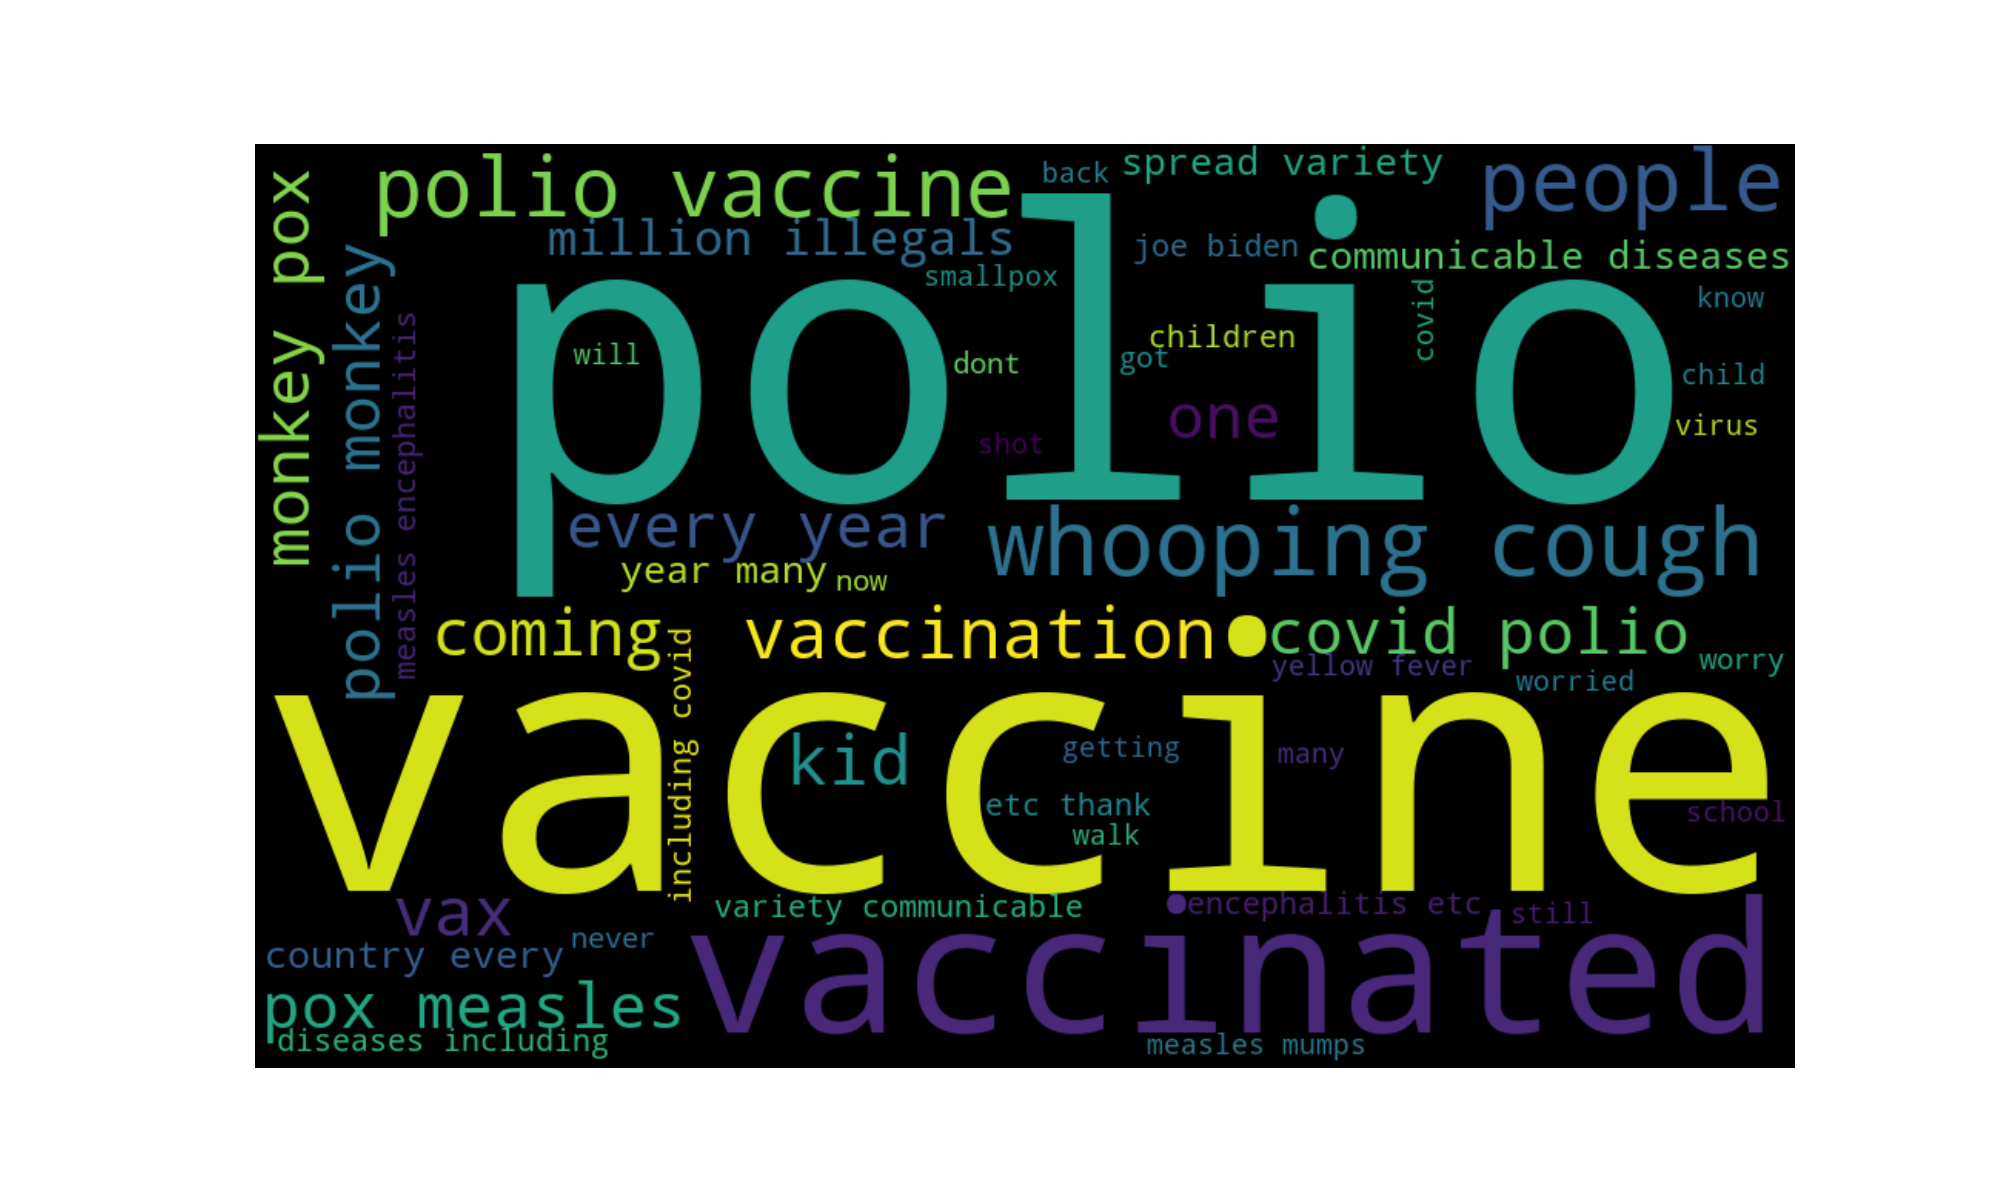 polio vaccine
back
spread variety
people
monkey pox
million illegals
joe biden
communicable diseases
polio monkey
smallpox
polio
covid
know
measles encephalitis
will
dont
got
children
child
one
virus
shot
every year
whooping cough
year many
now
coming
vaccination
covid polio
yellow fever
worry
worried
including covid
vaccine
kid
getting
many
etc thank
school
walk
vax
variety communicable
encephalitis etc
still
country every
never
vaccinated
pox measles
diseases including
measles mumps